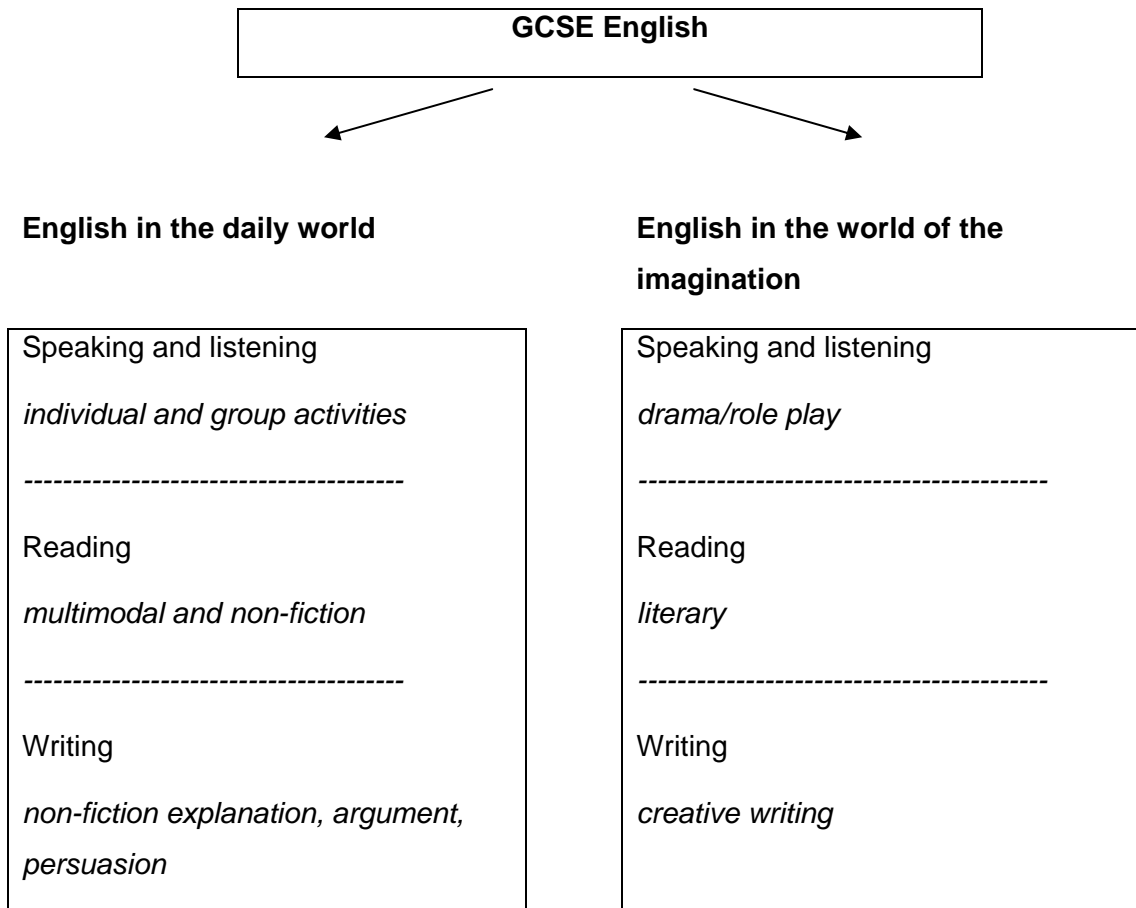 GCSE English
English in the daily world
Speaking and listening
individual and group activities
---------------------------------------
Reading
multimodal and non-fiction
---------------------------------------
Writing
non-fiction explanation, argument,
persuasion
English in the world of the
imagination
Speaking and listening
drama/role play
------------------------------------------
Reading
literary
------------------------------------------
Writing
creative writing